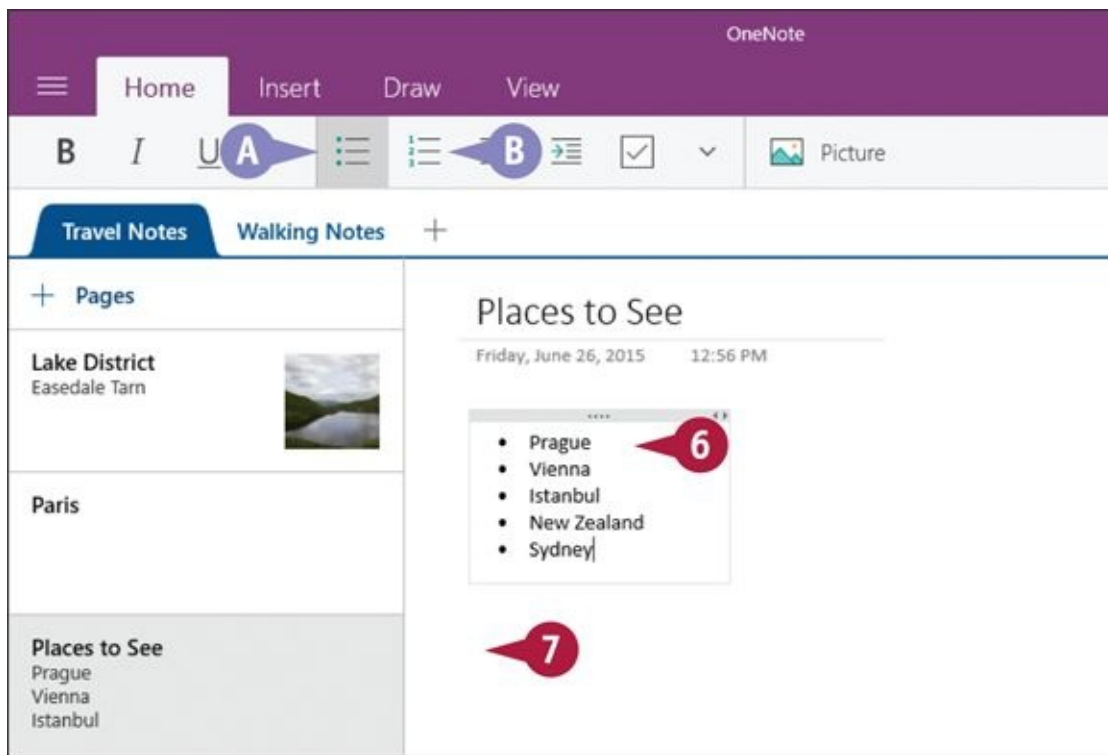 OneNote
Home Insert Draw View
B I U A B Picture
Travel Notes Walking Notes +
+ Pages
Lake District
Easedale Tarn
Paris
Places to See
Prague
Vienna
Istanbul
Places to See
Friday, June 26, 2015 12:56 PM
• Prague 6
• Vienna
• Istanbul
• New Zealand
• Sydney
7